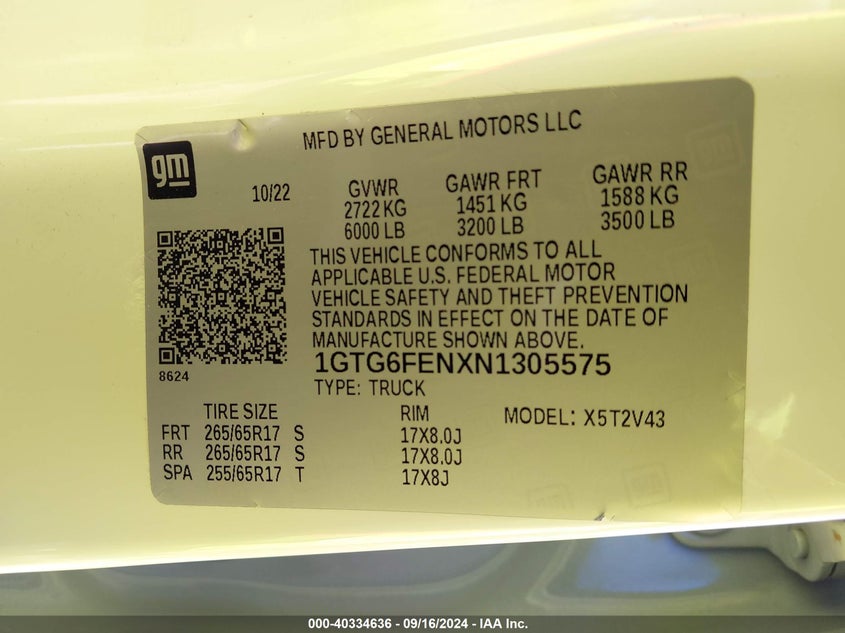 MFD BY GENERAL MOTORS LLC
gm
10/22
GVWR GAWR FRT GAWR RR
2722 KG 1451 KG 1588 KG
6000 LB 3200 LB 3500 LB
THIS VEHICLE CONFORMS TO ALL
APPLICABLE U.S. FEDERAL MOTOR
VEHICLE SAFETY AND THEFT PREVENTION
STANDARDS IN EFFECT ON THE DATE OF
MANUFACTURE SHOWN ABOVE.
8624
1GTG6FENXN1305575
TYPE: TRUCK
TIRE SIZE RIM MODEL: X5T2V43
FRT 265/65R17 S 17X8.0J
RR 265/65R17 S 17X8.0J
SPA 255/65R17 T 17X8J
000-40334636 - 09/16/2024 - IAA Inc.